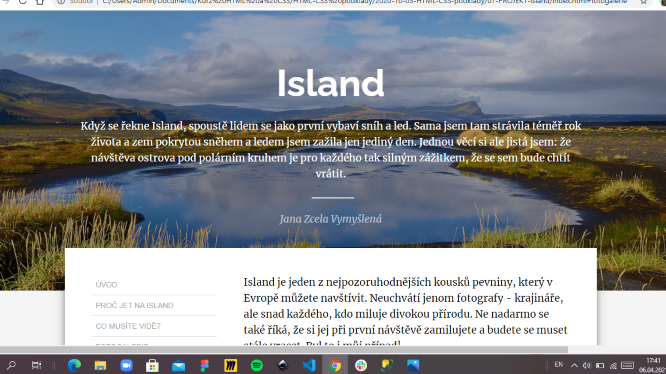 Soubor | C:/Users/Admin/Documents/Kurz%20HTML%20a%20CSS/HTML-CSS%20podklady/2020-10-05-HTML-CSS-podklady/07-PROJEKT-Island/index.html#fotogalerie
Island
Když se řekne Island, spoustě lidem se jako první vybaví sníh a led. Sama jsem tam strávila téměř rok
života a zem pokrytou sněhem a ledem jsem zažila jen jediný den. Jednou věcí si ale jistá jsem: že
návštěva ostrova pod polárním kruhem je pro každého tak silným zážitkem, že se sem bude chtít
vrátit.
Jana Zcela Vymyšlená
ÚVOD
PROČ JET NA ISLAND
CO MUSÍTE VIDĚT
FOTOGALERIE
Island je jeden z nejpozoruhodnějších kousků pevniny, který v
Evropě můžete navštívit. Neuchvátí jenom fotografy - krajináře,
ale snad každého, kdo miluje divokou přírodu. Ne nadarmo se
také říká, že si jej při první návštěvě zamilujete a budete se muset
stále vracet. Byl to i můj případ!
EN
17:41
06.04.202